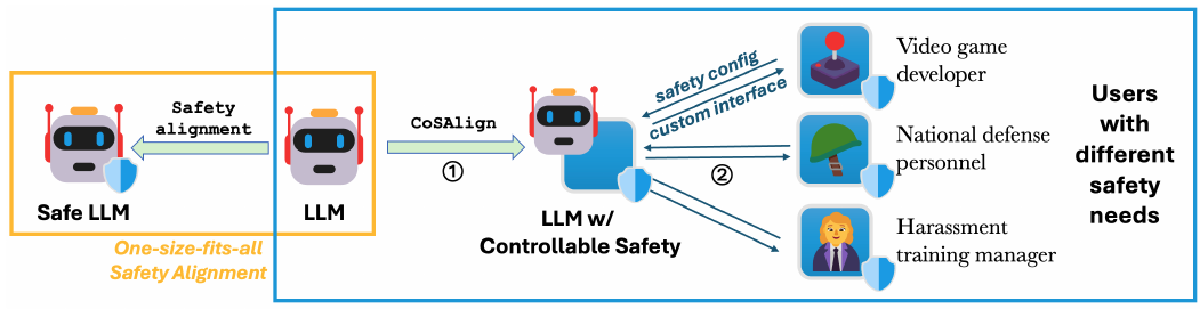 Safety
alignment
Safe LLM
LLM
One-size-fits-all
Safety Alignment
CoSAlign
①
LLM w/
Controllable Safety
safety config
custom interface
②
Video game
developer
National defense
personnel
Harassment
training manager
Users
with
different
safety
needs